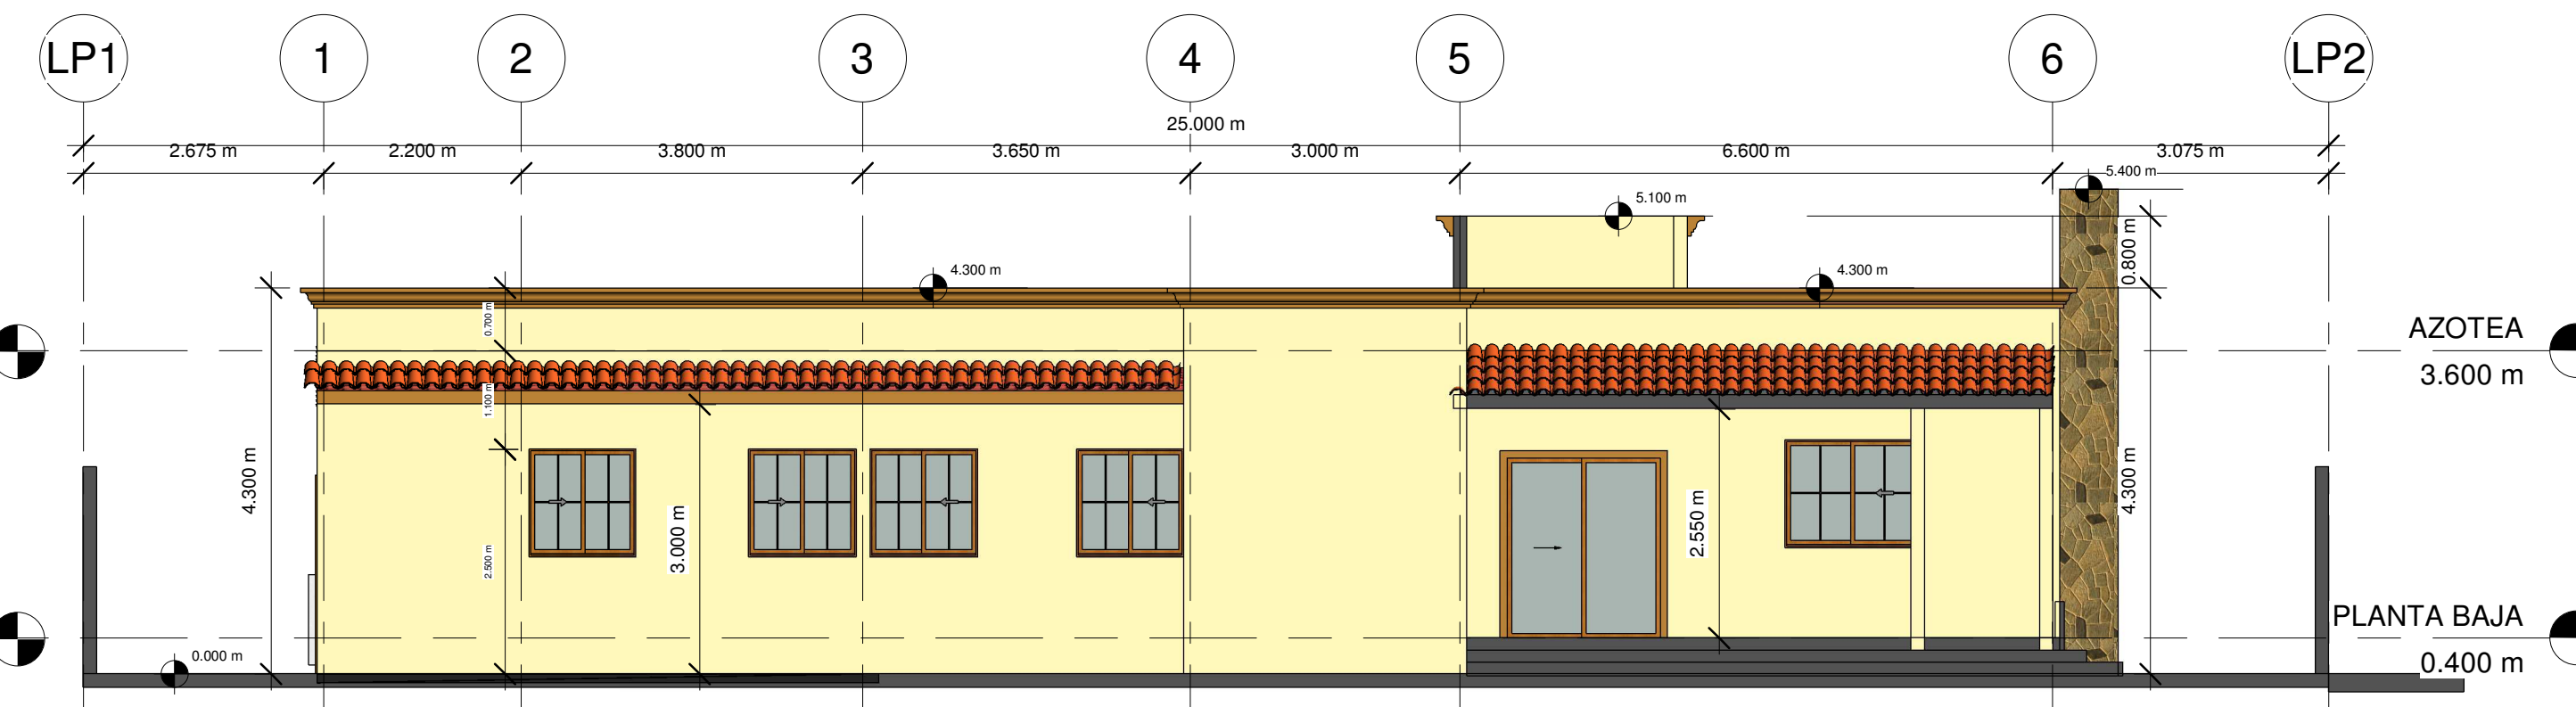 LP1 1 2 3 4 5 6 LP2
25.000 m
2.675 m 2.200 m 3.800 m 3.650 m 3.000 m 6.600 m 3.075 m
5.400 m
5.100 m
0.800 m
4.300 m 4.300 m
0.700 m
AZOTEA
3.600 m
1.100 m
4.300 m
2.500 m
3.000 m
2.550 m
4.300 m
PLANTA BAJA
0.400 m
0.000 m